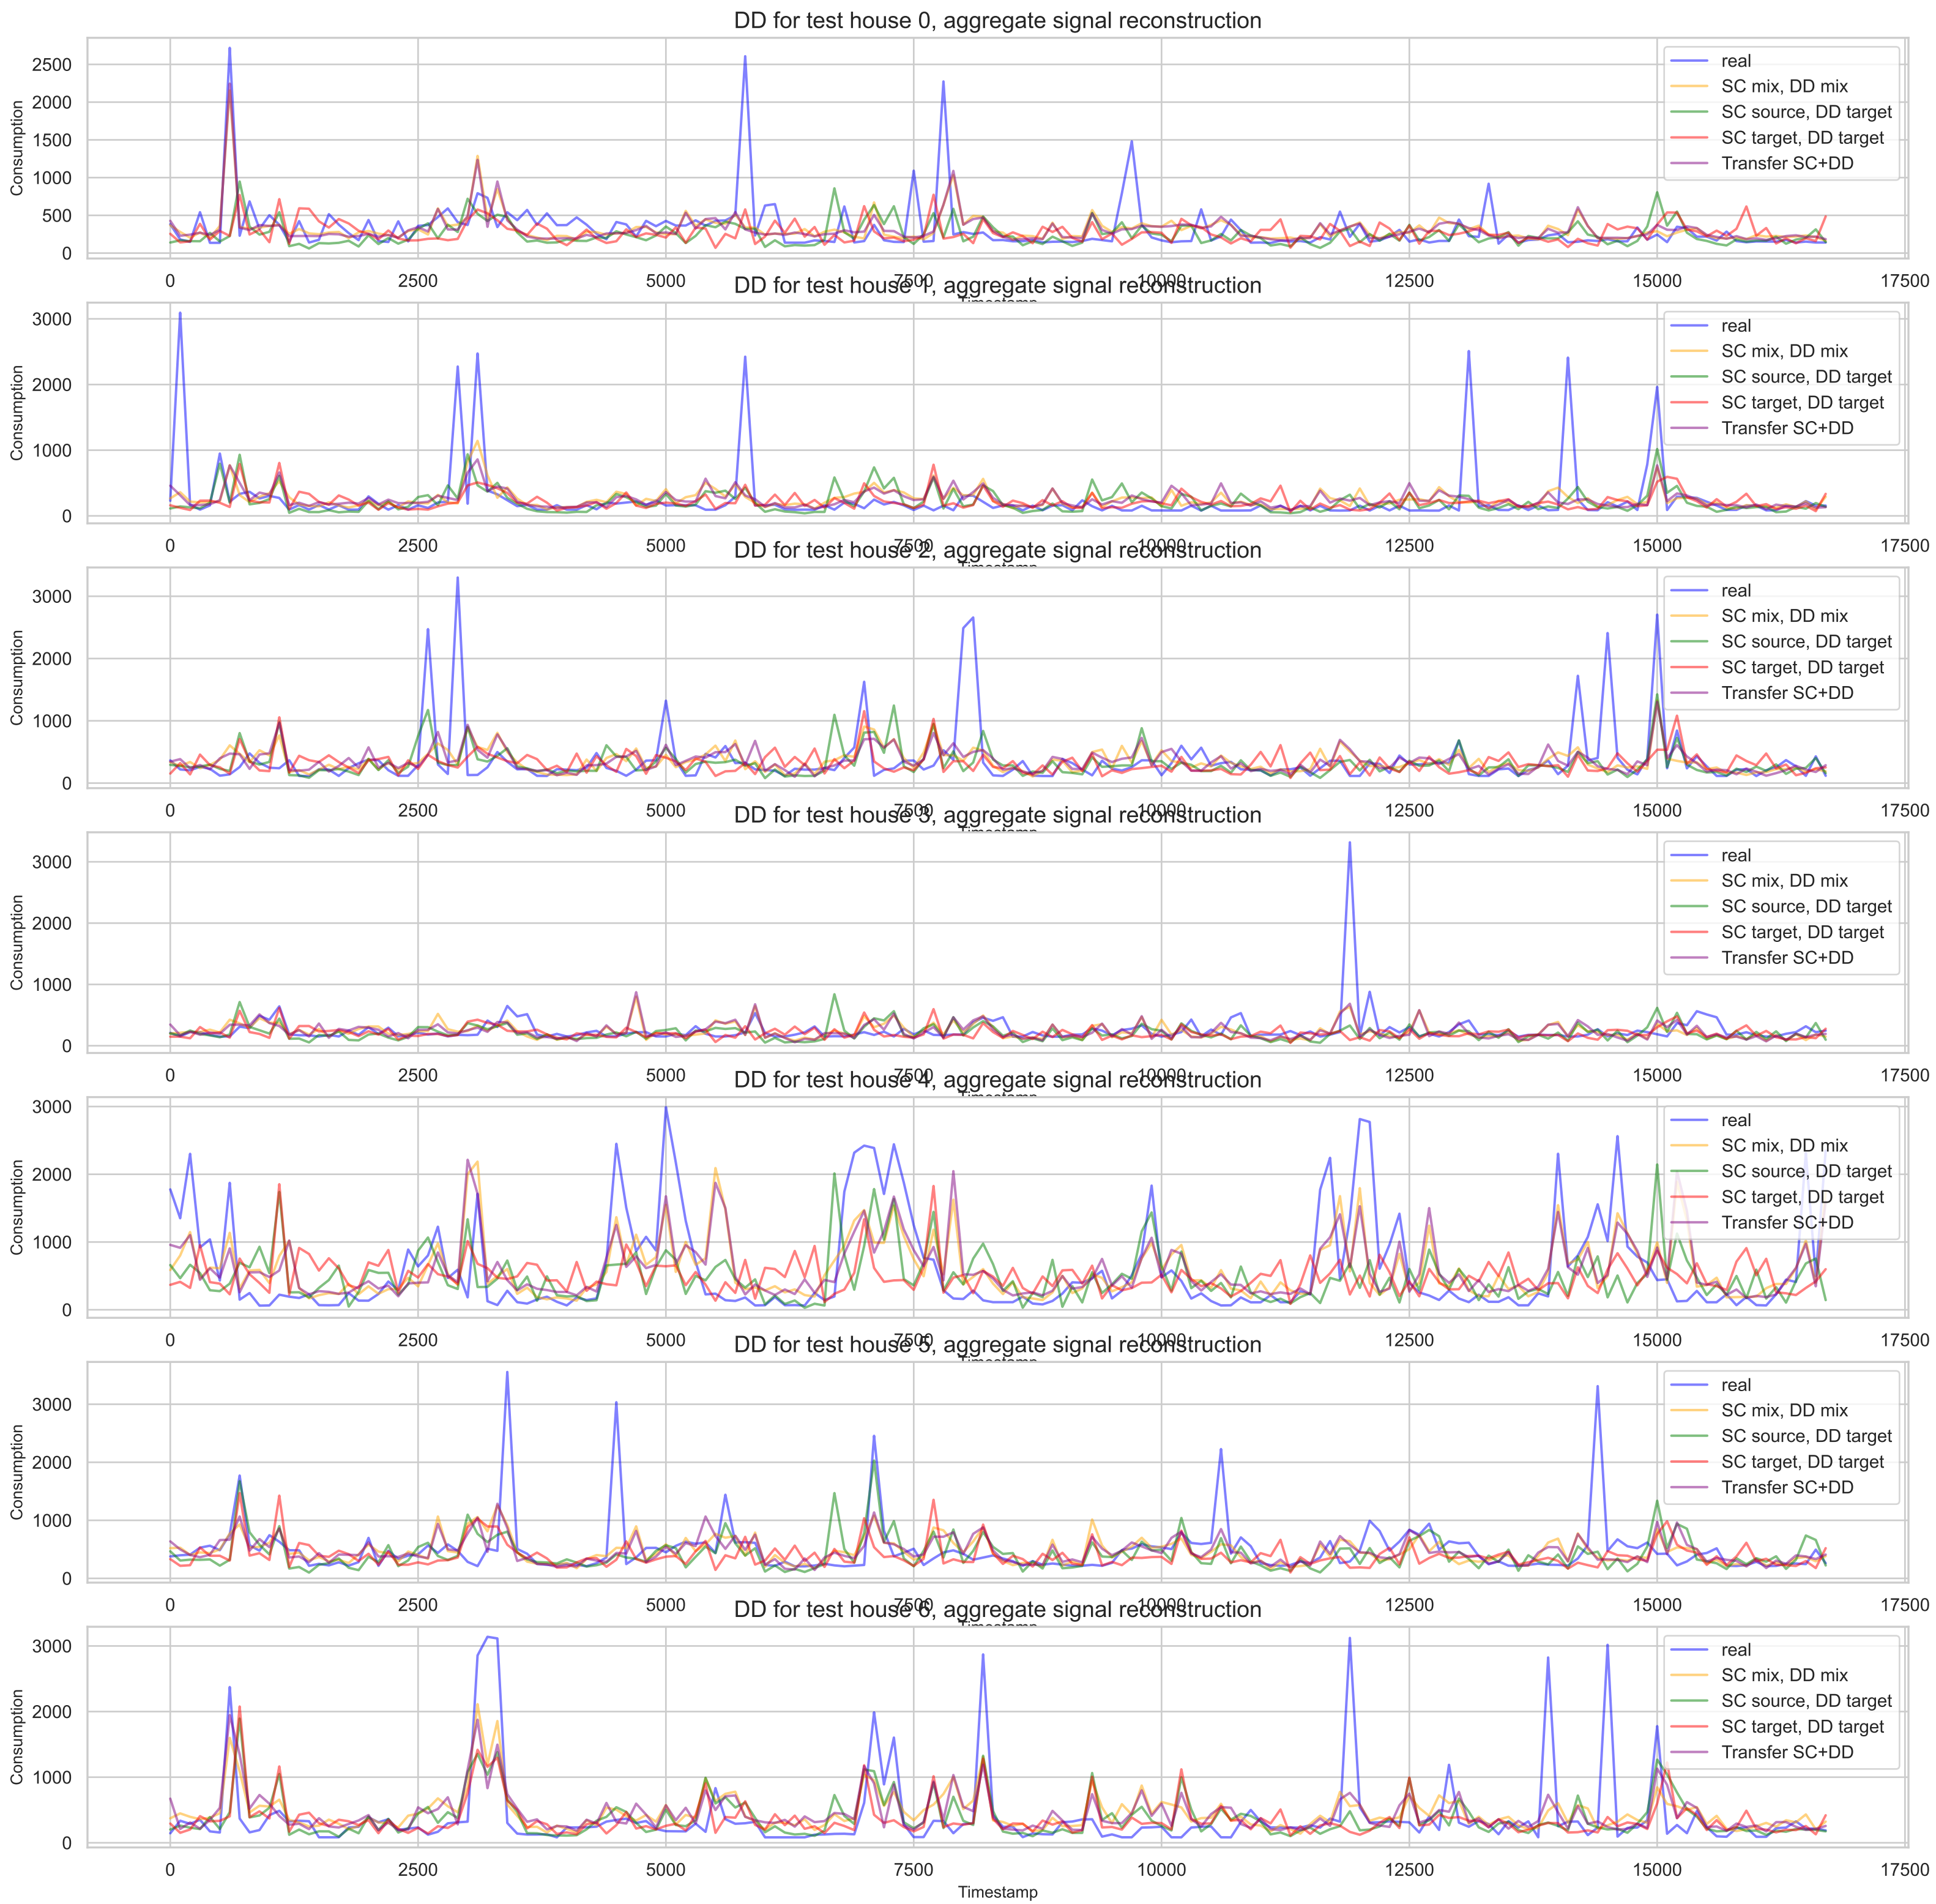 DD for test house 0, aggregate signal reconstruction
Consumption
2500
2000
1500
1000
500
0
real
SC mix, DD mix
SC source, DD target
SC target, DD target
Transfer SC+DD
0 2500 5000 7500 10000 12500 15000 17500
Timestamp
DD for test house 1, aggregate signal reconstruction
Consumption
3000
2000
1000
0
real
SC mix, DD mix
SC source, DD target
SC target, DD target
Transfer SC+DD
0 2500 5000 7500 10000 12500 15000 17500
Timestamp
DD for test house 2, aggregate signal reconstruction
Consumption
3000
2000
1000
0
real
SC mix, DD mix
SC source, DD target
SC target, DD target
Transfer SC+DD
0 2500 5000 7500 10000 12500 15000 17500
Timestamp
DD for test house 3, aggregate signal reconstruction
Consumption
3000
2000
1000
0
real
SC mix, DD mix
SC source, DD target
SC target, DD target
Transfer SC+DD
0 2500 5000 7500 10000 12500 15000 17500
Timestamp
DD for test house 4, aggregate signal reconstruction
Consumption
3000
2000
1000
0
real
SC mix, DD mix
SC source, DD target
SC target, DD target
Transfer SC+DD
0 2500 5000 7500 10000 12500 15000 17500
Timestamp
DD for test house 5, aggregate signal reconstruction
Consumption
3000
2000
1000
0
real
SC mix, DD mix
SC source, DD target
SC target, DD target
Transfer SC+DD
0 2500 5000 7500 10000 12500 15000 17500
Timestamp
DD for test house 6, aggregate signal reconstruction
Consumption
3000
2000
1000
0
real
SC mix, DD mix
SC source, DD target
SC target, DD target
Transfer SC+DD
0 2500 5000 7500 10000 12500 15000 17500
Timestamp